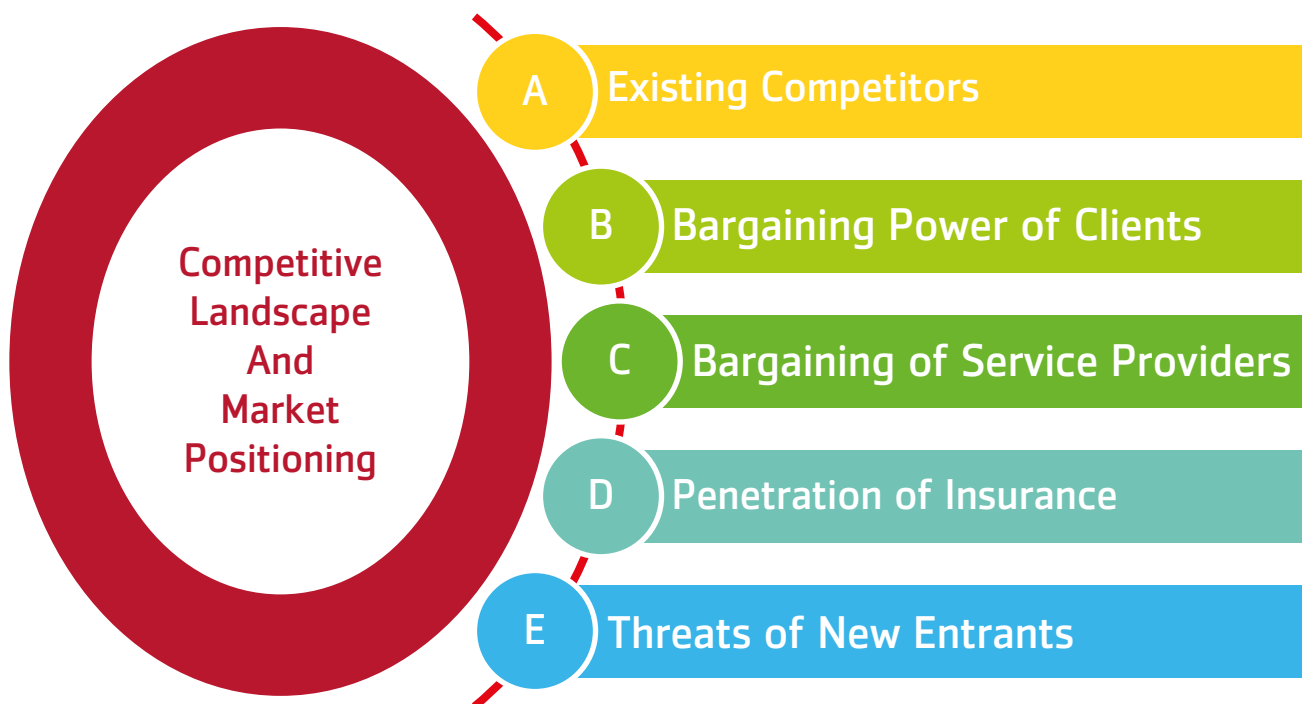 Competitive
Landscape
And
Market
Positioning
A Existing Competitors
B Bargaining Power of Clients
C Bargaining of Service Providers
D Penetration of Insurance
E Threats of New Entrants